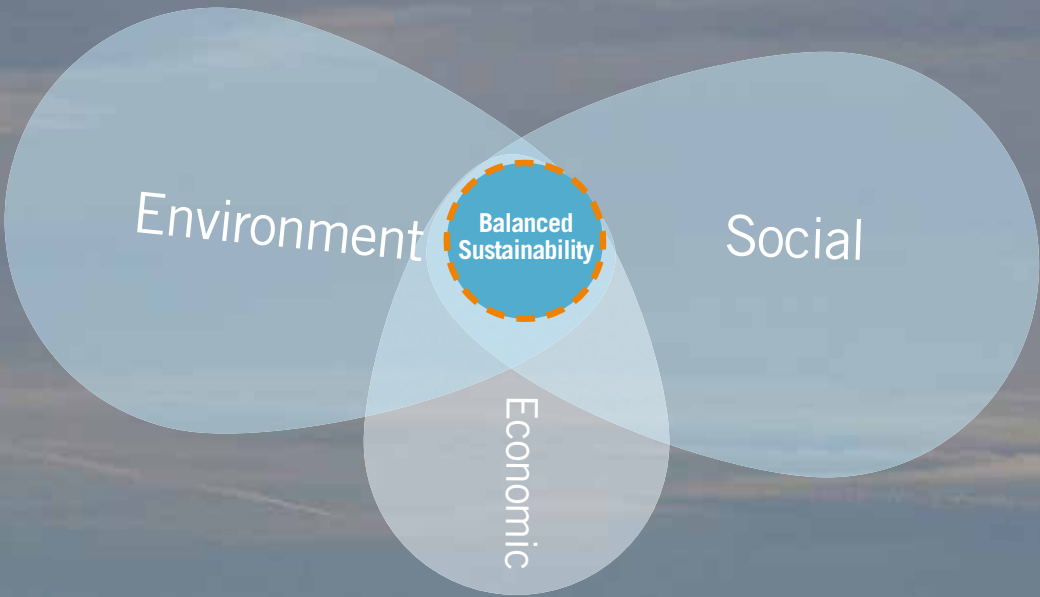 Environment
Balanced
Sustainability
Social
Economic